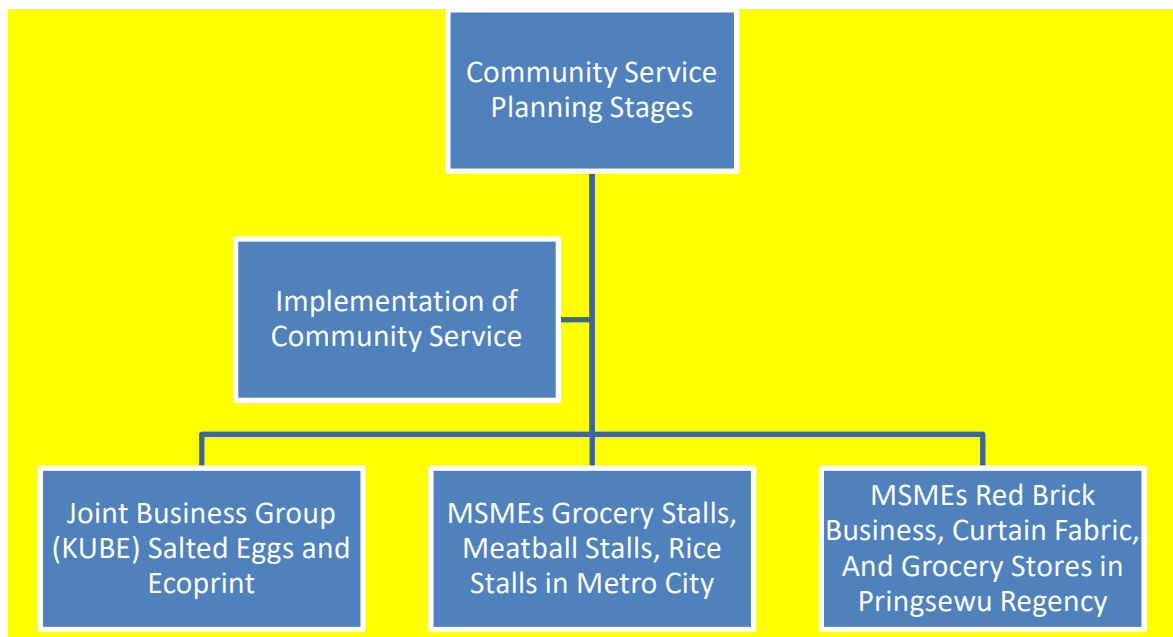 Community Service
Planning Stages
Implementation of
Community Service
Joint Business Group
(KUBE) Salted Eggs and
Ecoprint
MSMEs Grocery Stalls,
Meatball Stalls, Rice
Stalls in Metro City
MSMEs Red Brick
Business, Curtain Fabric,
And Grocery Stores in
Pringsewu Regency